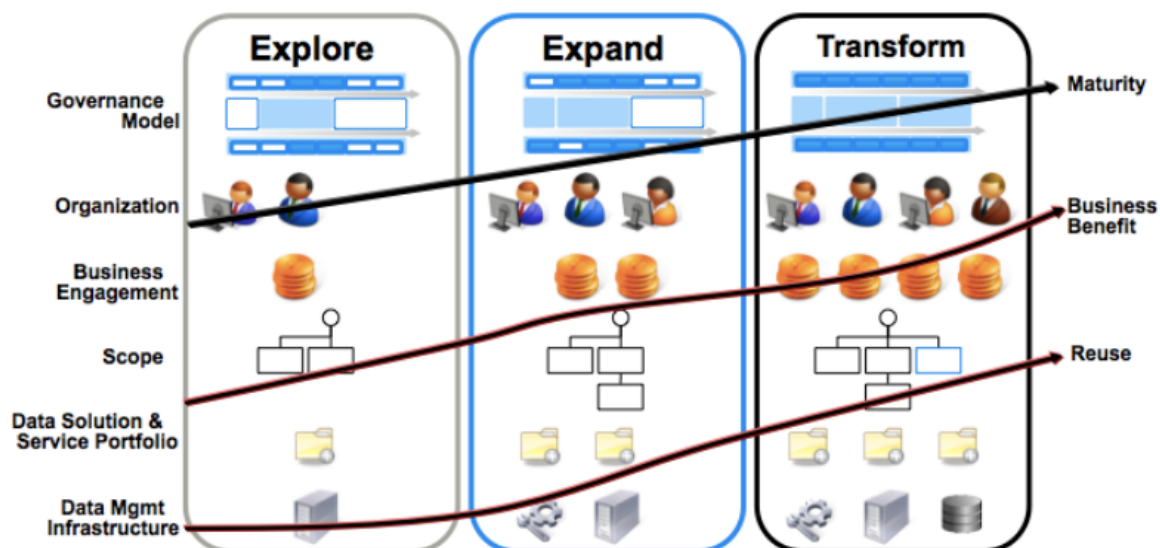 Explore
Expand
Transform
Governance
Model
Maturity
Organization
Business
Benefit
Business
Engagement
Scope
Reuse
Data Solution &
Service Portfolio
Data Mgmt
Infrastructure